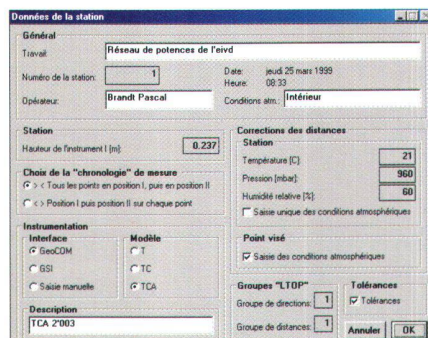 Données de la station
Général
Travail: Réseau de potences de l'eivd
Numéro de la station: 1
Date: jeudi 25 mars 1999
Heure: 08:33
Opérateur: Brandt Pascal
Conditions atm.: Intérieur
Station
Hauteur de l'instrument I [m]: 0.237
Choix de la "chronologie" de mesure
> < Tous les points en position I, puis en position II
< > Position I puis position II sur chaque point
Corrections des distances
Station
Température [C]: 21
Pression [mbar]: 960
Humidité relative [%]: 60
Saisie unique des conditions atmosphériques
Point visé
Saisie des conditions atmosphériques
Instrumentation
Interface
GeoCOM
GSI
Saisie manuelle
Modèle
T
TC
TCA
Description
TCA 2'003
Groupes "LTOP"
Groupe de directions: 1
Groupe de distances: 1
Tolérances
Tolérances
Annuler
OK